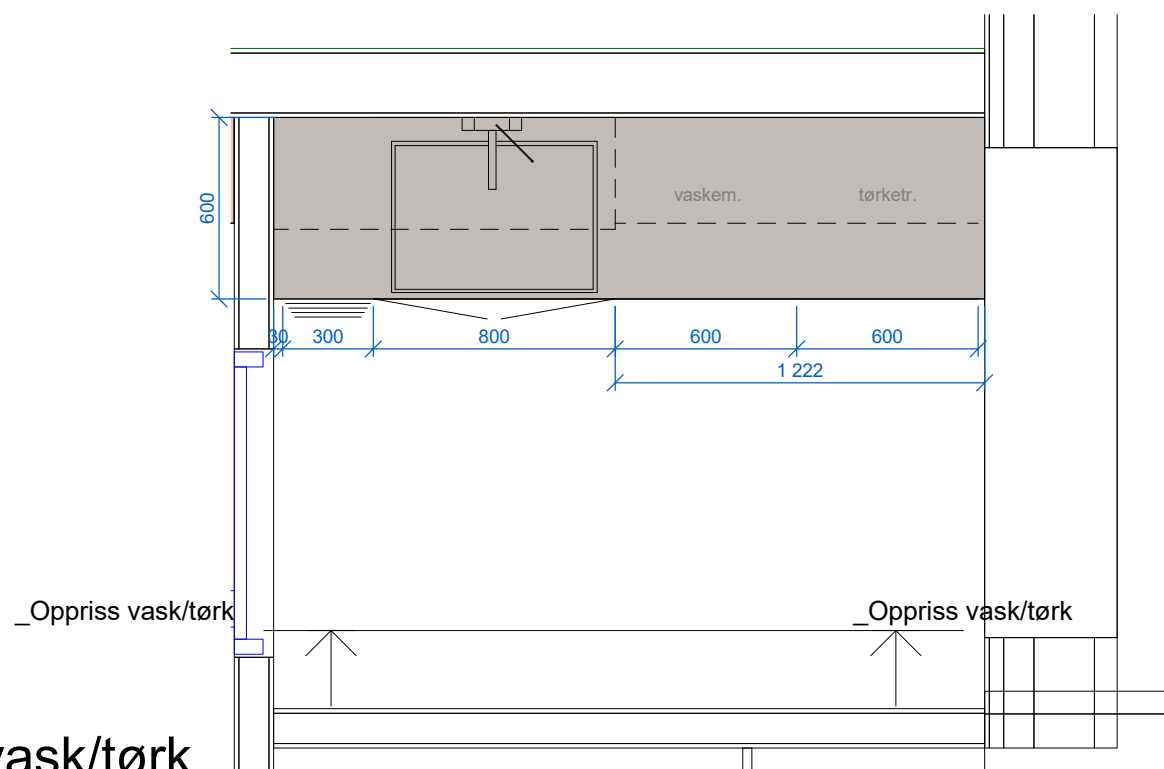 600
vaskem.
tørketr.
30
300
800
600
600
1 222
_Oppriss vask/tørk
_Oppriss vask/tørk
vask/tørk